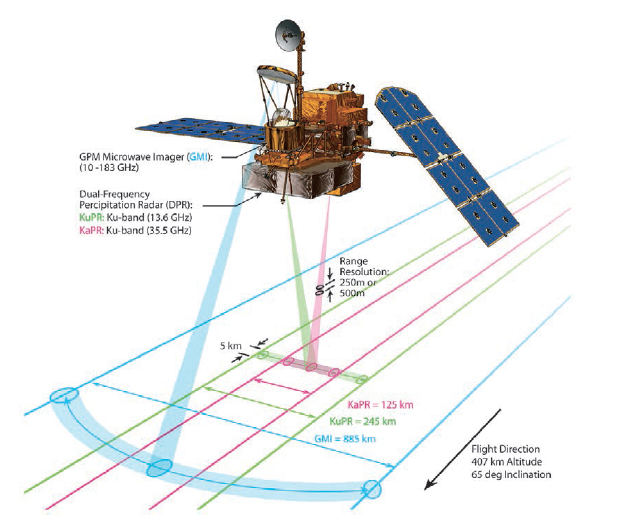 GPM Microwave Imager (GMI):
(10 -183 GHz)
Dual-Frequency
Percipitation Radar (DPR):
KuPR: Ku-band (13.6 GHz)
KaPR: Ku-band (35.5 GHz)
Range
Resolution:
250m or
500m
5 km
KaPR = 125 km
KuPR = 245 km
GMI = 885 km
Flight Direction
407 km Altitude
65 deg Inclination